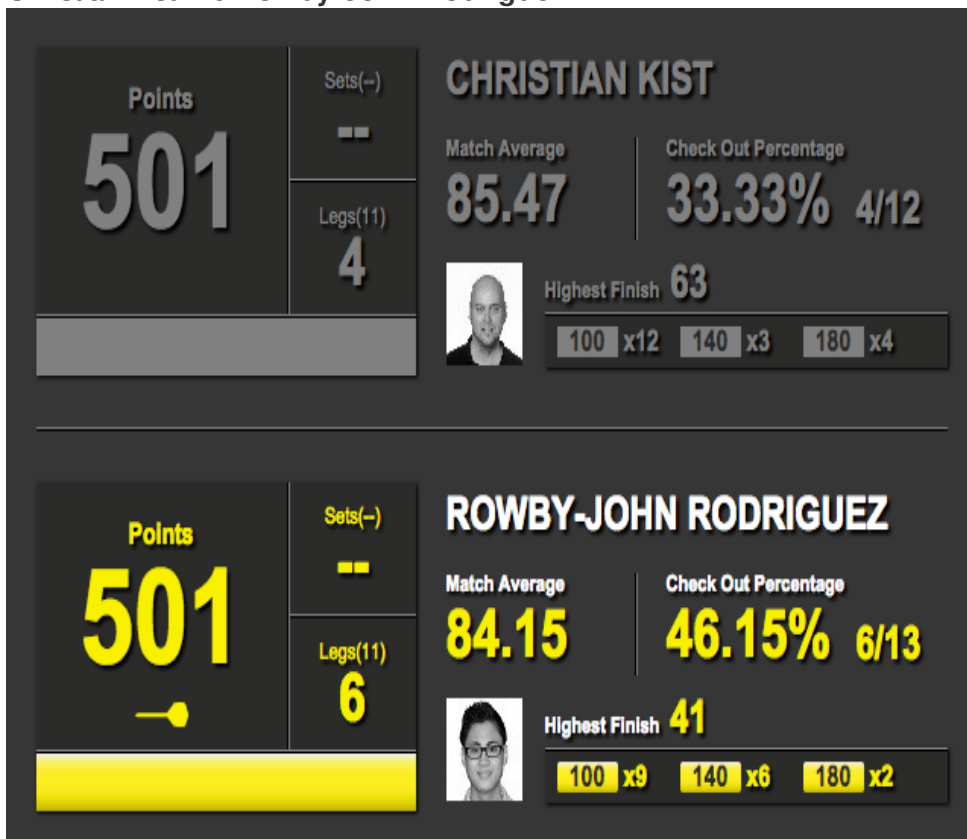 Points
501
Sets(--)
--
Legs(11)
4
CHRISTIAN KIST
Match Average
85.47
Check Out Percentage
33.33% 4/12
Highest Finish 63
100 x12 140 x3 180 x4
Points
501
Sets(--)
--
Legs(11)
6
ROWBY-JOHN RODRIGUEZ
Match Average
84.15
Check Out Percentage
46.15% 6/13
Highest Finish 41
100 x9 140 x6 180 x2